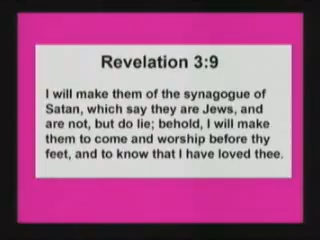 Revelation 3:9
I will make them of the synagogue of
Satan, which say they are Jews, and
are not, but do lie; behold, I will make
them to come and worship before thy
feet, and to know that I have loved thee.